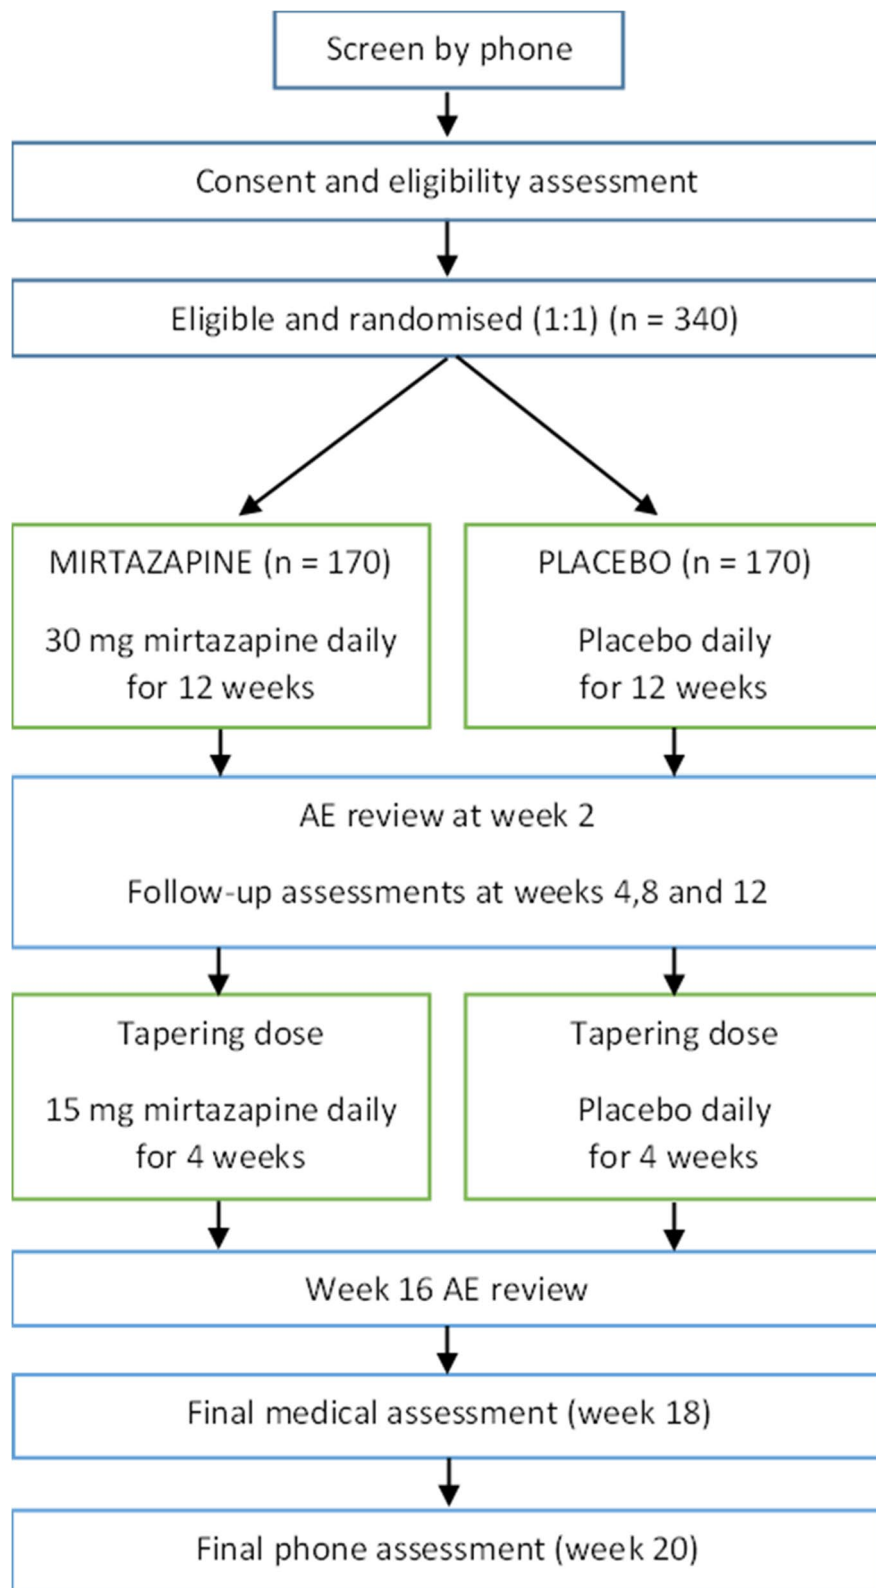 Screen by phone
Consent and eligibility assessment
Eligible and randomised (1:1) (n = 340)
MIRTAZAPINE (n = 170)
30 mg mirtazapine daily
for 12 weeks
PLACEBO (n = 170)
Placebo daily
for 12 weeks
AE review at week 2
Follow-up assessments at weeks 4,8 and 12
Tapering dose
15 mg mirtazapine daily
for 4 weeks
Tapering dose
Placebo daily
for 4 weeks
Week 16 AE review
Final medical assessment (week 18)
Final phone assessment (week 20)